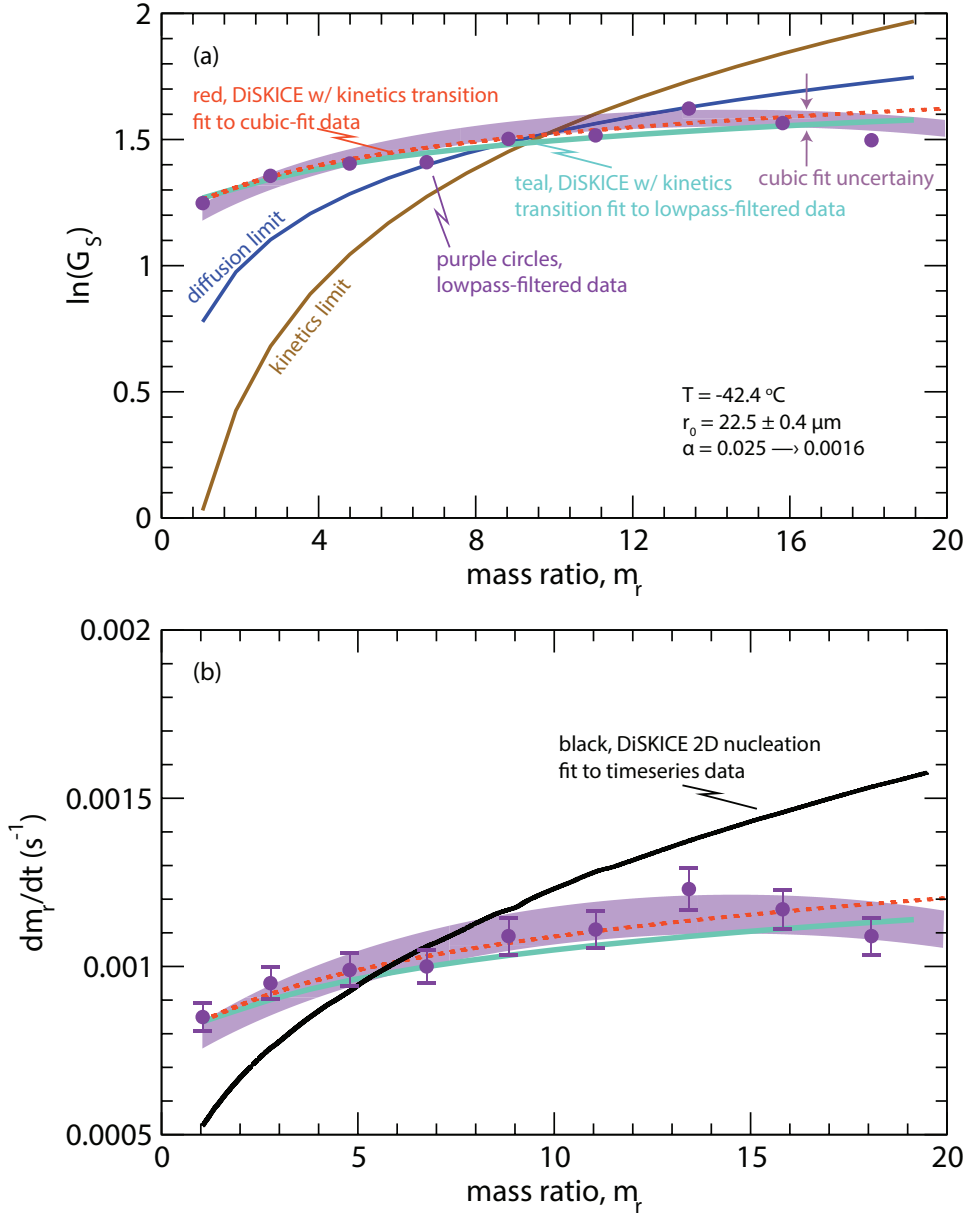 2
(a)
red, DiSKICE w/ kinetics transition
fit to cubic-fit data
1.5
teal, DiSKICE w/ kinetics
transition fit to lowpass-filtered data
cubic fit uncertainy
ln(G_s)
diffusion limit
purple circles,
lowpass-filtered data
1
kinetics limit
0.5
T = -42.4 °C
r_0 = 22.5 ± 0.4 µm
α = 0.025 —› 0.0016
0
0 4 8 12 16 20
mass ratio, m_r
0.002
(b)
black, DiSKICE 2D nucleation
fit to timeseries data
0.0015
dm_r/dt (s^-1)
0.001
0.0005
0 5 10 15 20
mass ratio, m_r